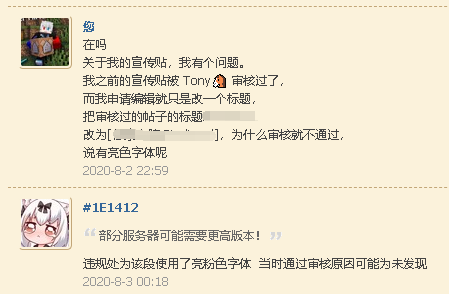 您
在吗
关于我的宣传贴，我有个问题。
我之前的宣传贴被 Tony 审核过了，
而我申请编辑就只是改一个标题，
把审核过的帖子的标题
改为[ ]，为什么审核就不通过，
说有亮色字体呢
2020-8-2 22:59
#1E1412
部分服务器可能需要更高版本！
违规处为该段使用了亮粉色字体 当时通过审核原因可能为未发现
2020-8-3 00:18